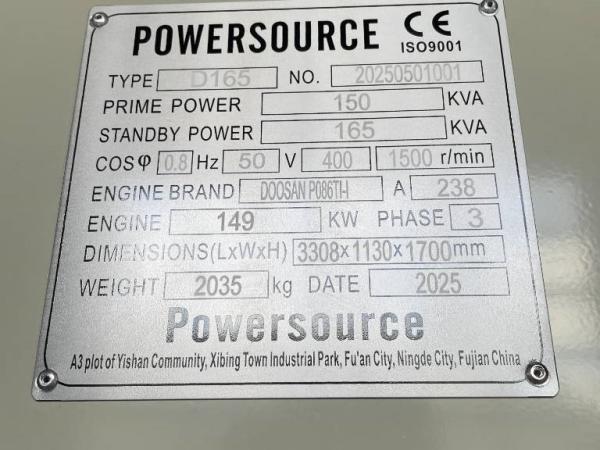 POWERSOURCE CE
ISO9001
TYPE D165 NO. 20250501001
PRIME POWER 150 KVA
STANDBY POWER 165 KVA
COSφ 0.8 Hz 50 V 400 1500 r/min
ENGINE BRAND DOOSAN P086TI-I A 238
ENGINE 149 KW PHASE 3
DIMENSIONS(LxWxH) 3308x1130x1700mm
WEIGHT 2035 kg DATE 2025
Powersource
A3 plot of Yishan Community, Xibing Town Industrial Park, Fu'an City, Ningde City, Fujian China